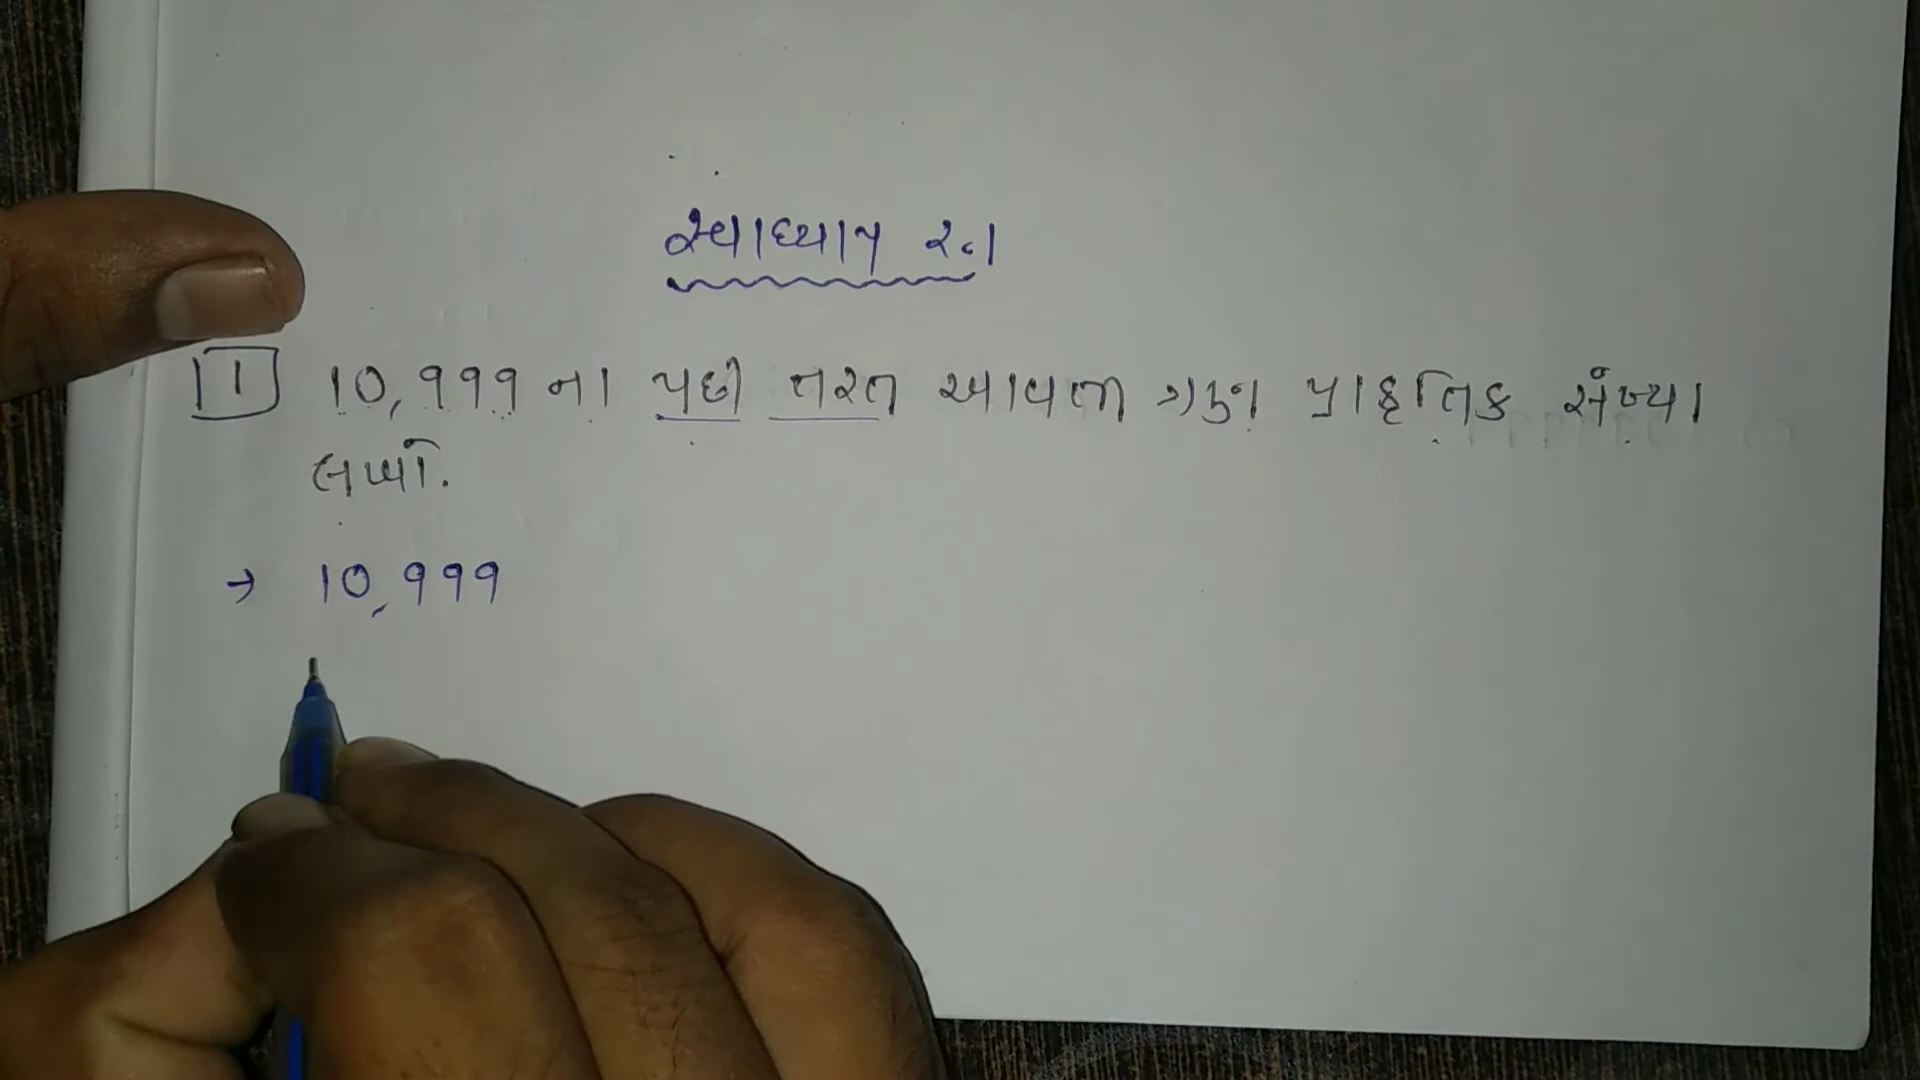 સ્વાધ્યાય ૨.૧
1 10,999 ના પછી તરત આવતી ત્રણ પ્રાકૃતિક સંખ્યા
લખો.
→ 10,999